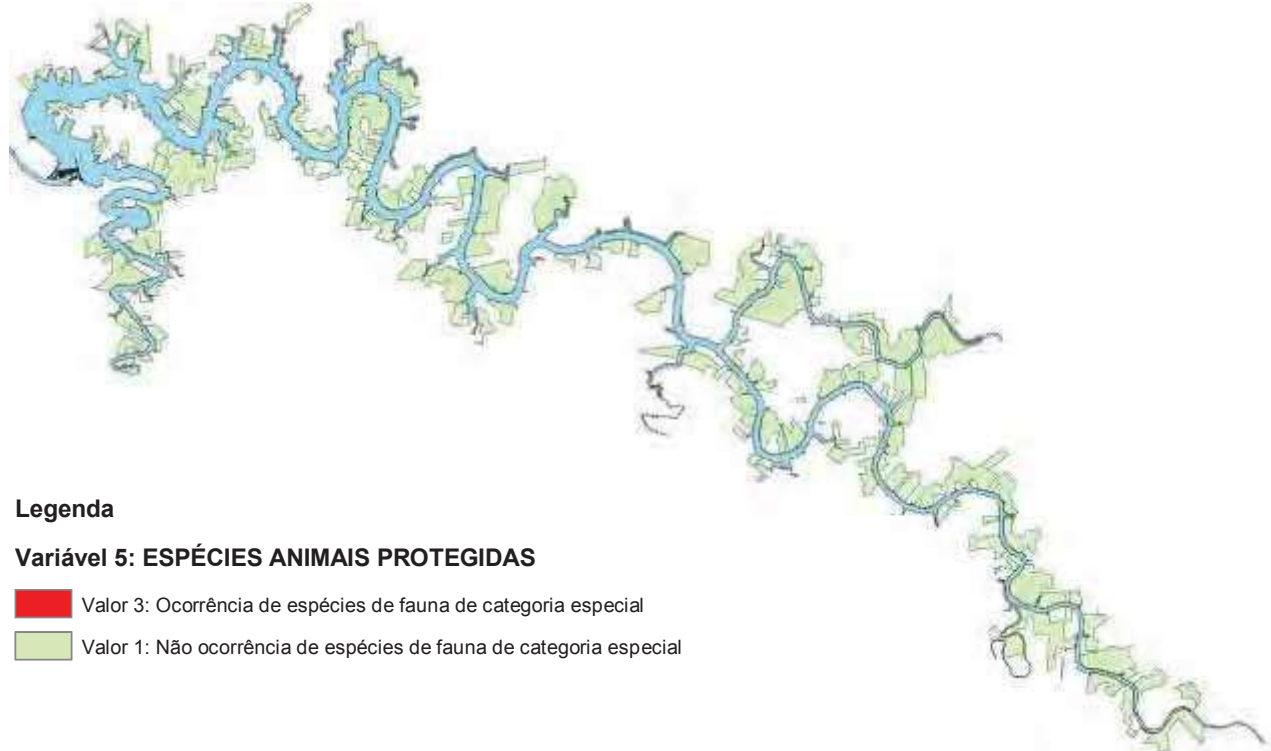 Legenda
Variável 5: ESPÉCIES ANIMAIS PROTEGIDAS
Valor 3: Ocorrência de espécies de fauna de categoria especial
Valor 1: Não ocorrência de espécies de fauna de categoria especial